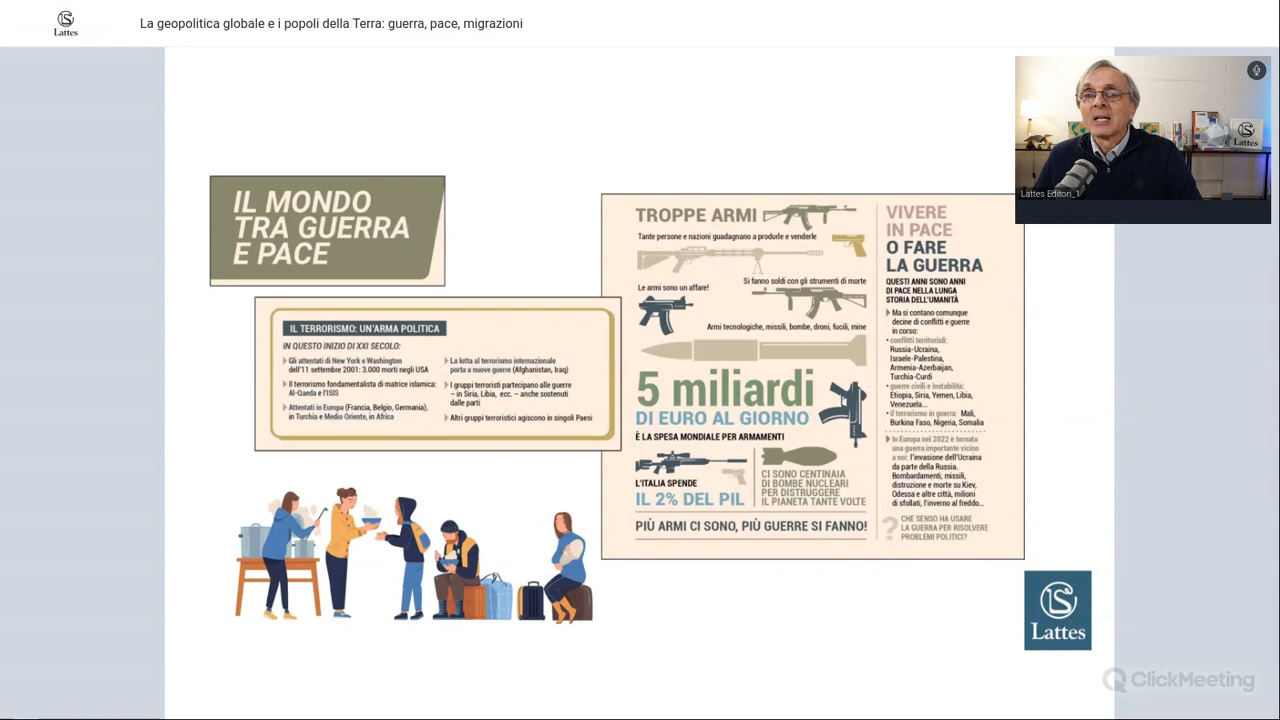 LS
Lattes
La geopolitica globale e i popoli della Terra: guerra, pace, migrazioni
LS
Lattes
Lattes Editori_1
IL MONDO
TRA GUERRA
E PACE
IL TERRORISMO: UN'ARMA POLITICA
IN QUESTO INIZIO DI XXI SECOLO:
Gli attentati di New York e Washington
dell'11 settembre 2001: 3.000 morti negli USA
Il terrorismo fondamentalista di matrice islamica:
Al-Qaeda e l'ISIS
Attentati in Europa (Francia, Belgio, Germania),
in Turchia e Medio Oriente, in Africa
La lotta al terrorismo internazionale
porta a nuove guerre (Afghanistan, Iraq)
I gruppi terroristi partecipano alle guerre
– in Siria, Libia, ecc. – anche sostenuti
dalle parti
Altri gruppi terroristici agiscono in singoli Paesi
TROPPE ARMI
Tante persone e nazioni guadagnano a produrle e venderle
Si fanno soldi con gli strumenti di morte
Le armi sono un affare!
Armi tecnologiche, missili, bombe, droni, fucili, mine
5 miliardi
DI EURO AL GIORNO
È LA SPESA MONDIALE PER ARMAMENTI
L'ITALIA SPENDE
IL 2% DEL PIL
CI SONO CENTINAIA
DI BOMBE NUCLEARI
PER DISTRUGGERE
IL PIANETA TANTE VOLTE
PIÙ ARMI CI SONO, PIÙ GUERRE SI FANNO!
VIVERE
IN PACE
O FARE
LA GUERRA
QUESTI ANNI SONO ANNI
DI PACE NELLA LUNGA
STORIA DELL'UMANITÀ
Ma si contano comunque
decine di conflitti e guerre
in corso:
• conflitti territoriali:
Russia-Ucraina,
Israele-Palestina,
Armenia-Azerbaijan,
Turchia-Curdi
• guerre civili e instabilità:
Etiopia, Siria, Yemen, Libia,
Venezuela...
• il terrorismo in guerra: Mali,
Burkina Faso, Nigeria, Somalia
In Europa nel 2022 è tornata
una guerra importante vicino
a noi: l'invasione dell'Ucraina
da parte della Russia.
Bombardamenti, missili,
distruzione e morte su Kiev,
Odessa e altre città, milioni
di sfollati, l'inverno al freddo...
? CHE SENSO HA USARE
LA GUERRA PER RISOLVERE
PROBLEMI POLITICI?
LS
Lattes
ClickMeeting